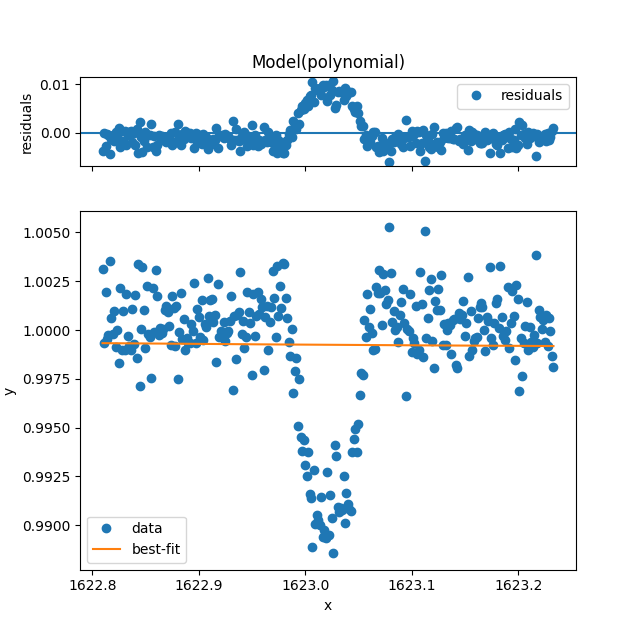 Model(polynomial)
residuals
0.01
0.00
residuals
y
1.0050
1.0025
1.0000
0.9975
0.9950
0.9925
0.9900
data
best-fit
1622.8 1622.9 1623.0 1623.1 1623.2
x